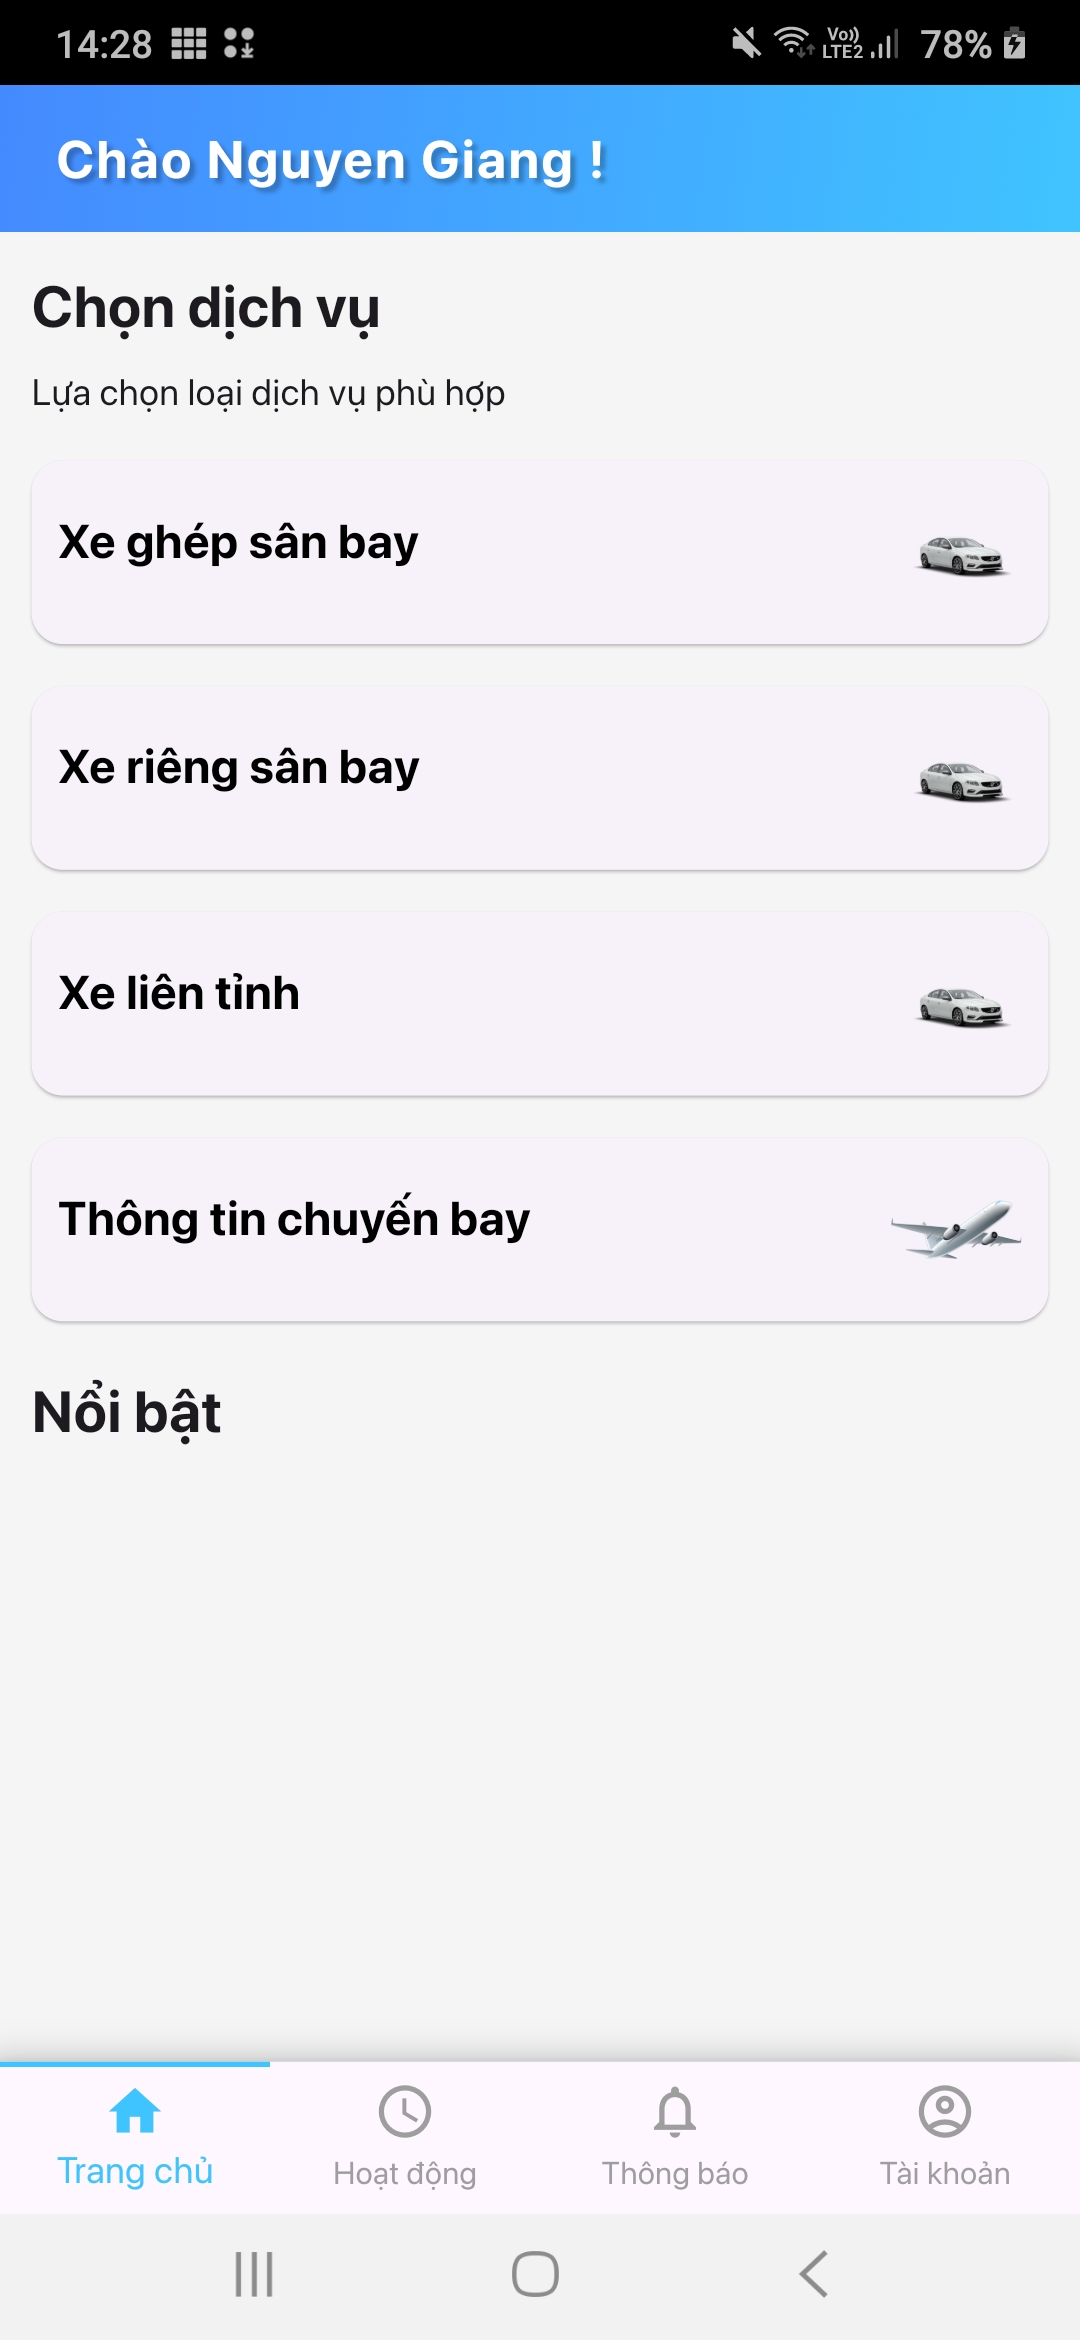 14:28
Vo)) LTE2 78%
Chào Nguyen Giang !
Chọn dịch vụ
Lựa chọn loại dịch vụ phù hợp
Xe ghép sân bay
Xe riêng sân bay
Xe liên tỉnh
Thông tin chuyến bay
Nổi bật
Trang chủ
Hoạt động
Thông báo
Tài khoản